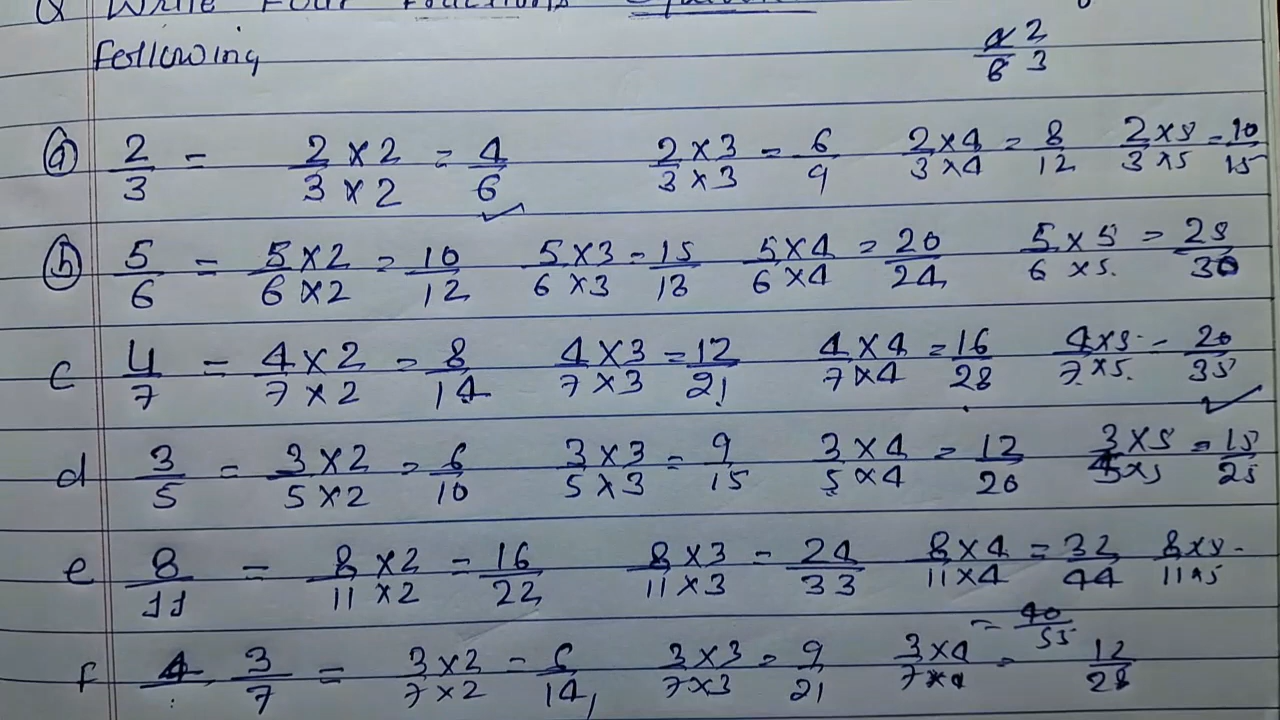 Q Write Four Fractions
Following
4 2
6 3
(a) 2/3 = 2 × 2 / 3 × 2 = 4/6 2 × 3 / 3 × 3 = 6/9 2 × 4 / 3 × 4 = 8/12 2 × 5 / 3 × 5 = 10/15
(b) 5/6 = 5 × 2 / 6 × 2 = 10/12 5 × 3 / 6 × 3 = 15/18 5 × 4 / 6 × 4 = 20/24 5 × 5 / 6 × 5 = 25/30
c 4/7 = 4 × 2 / 7 × 2 = 8/14 4 × 3 / 7 × 3 = 12/21 4 × 4 / 7 × 4 = 16/28 4 × 5 / 7 × 5 = 20/35
d 3/5 = 3 × 2 / 5 × 2 = 6/10 3 × 3 / 5 × 3 = 9/15 3 × 4 / 5 × 4 = 12/20 3 × 5 / 5 × 5 = 15/25
e 8/11 = 8 × 2 / 11 × 2 = 16/22 8 × 3 / 11 × 3 = 24/33 8 × 4 / 11 × 4 = 32/44 8 × 5 / 11 × 5
= 40/55
f 3/7 = 3 × 2 / 7 × 2 = 6/14, 3 × 3 / 7 × 3 = 9/21 3 × 4 / 7 × 4 = 12/28